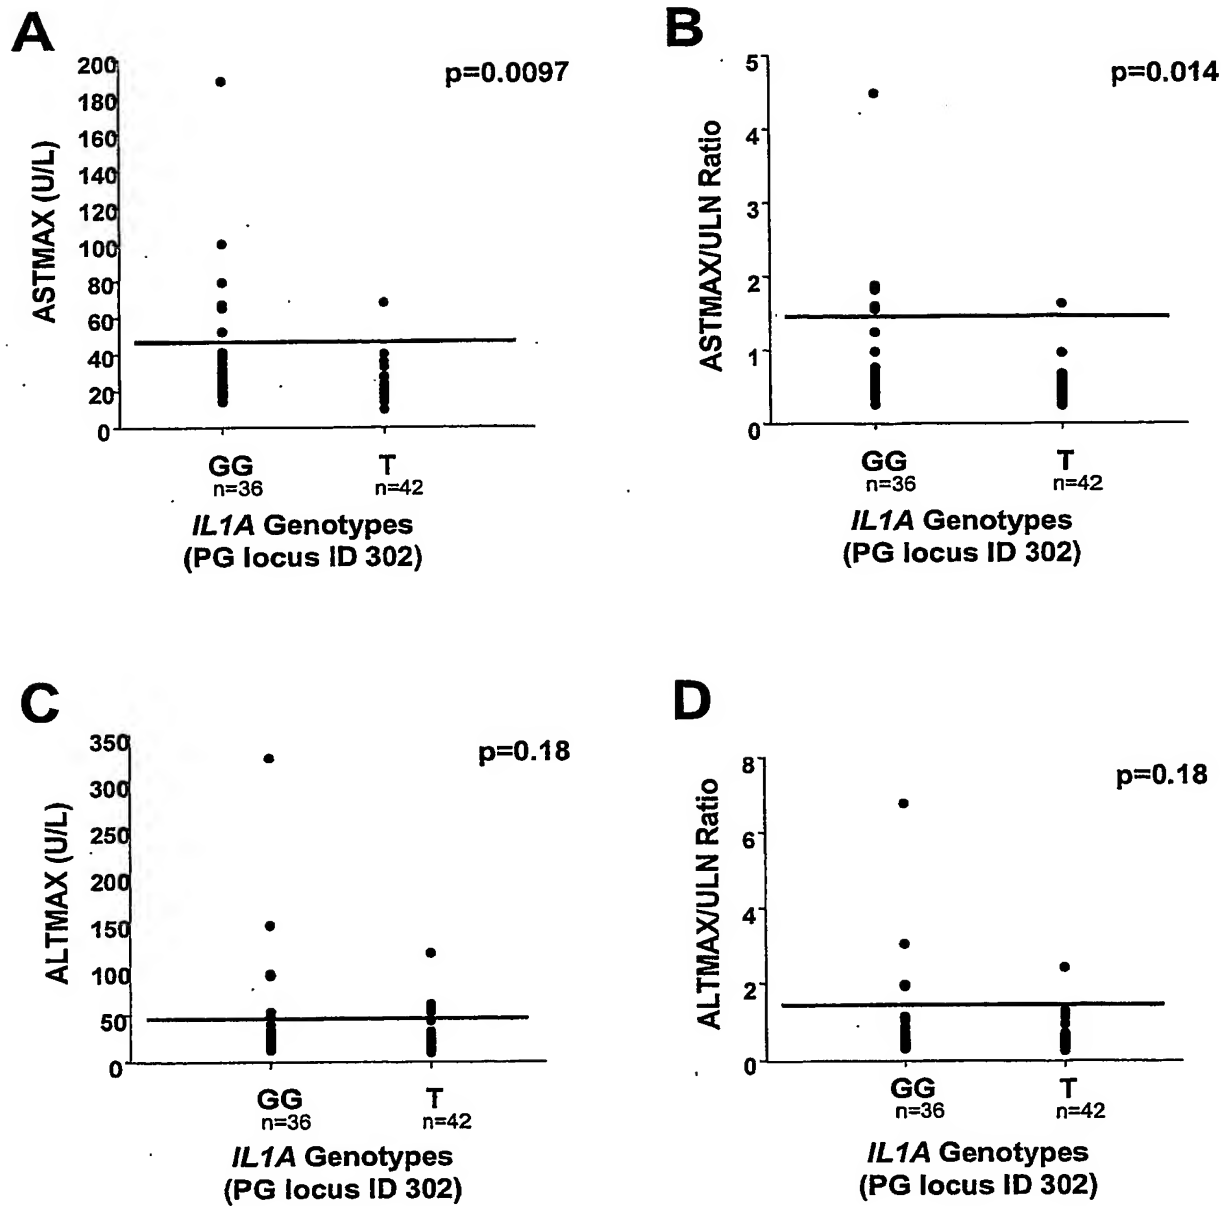 A
p=0.0097
ASTMAX (U/L)
200
180
160
140
120
100
80
60
40
20
0
GG
T
n=36
n=42
IL1A Genotypes
(PG locus ID 302)
B
p=0.014
ASTMAX/ULN Ratio
5
4
3
2
1
0
GG
T
n=36
n=42
IL1A Genotypes
(PG locus ID 302)
C
p=0.18
ALTMAX (U/L)
350
300
250
200
150
100
50
0
GG
T
n=36
n=42
IL1A Genotypes
(PG locus ID 302)
D
p=0.18
ALTMAX/ULN Ratio
8
6
4
2
0
GG
T
n=36
n=42
IL1A Genotypes
(PG locus ID 302)